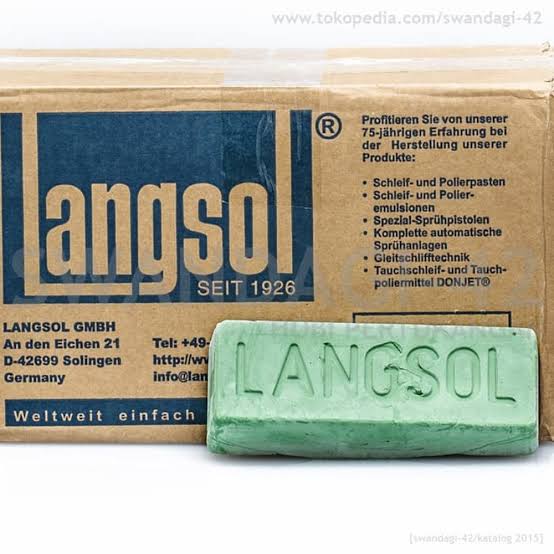 www.tokopedia.com/swandagi-42
Langsol®
SEIT 1926
Profitieren Sie von unserer
75-jährigen Erfahrung bei
der Herstellung unserer
Produkte:
• Schleif- und Polierpasten
• Schleif- und Polier-
emulsionen
• Spezial-Sprühpistolen
• Komplette automatische
Sprühanlagen
• Gleitschlifftechnik
• Tauchschleif- und Tauch-
poliermittel DONJET®
SWANDAGI-42
LANGSOL GMBH
An den Eichen 21 Tel: +49-
D-42699 Solingen http://w
Germany info@lan
Weltweit einfach
LANGSOL
[swandagi-42/katalog 2015]